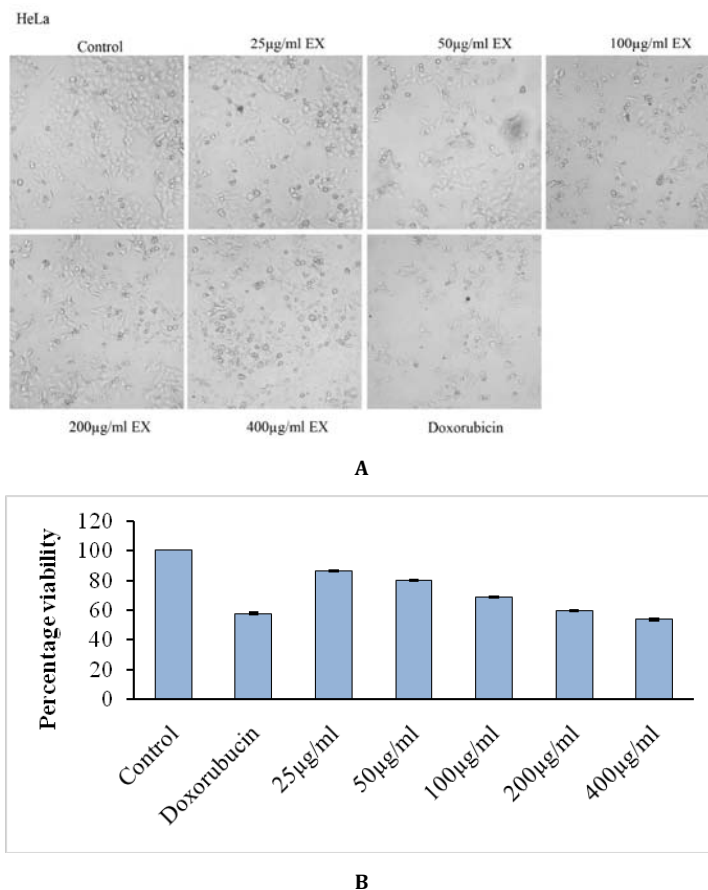 HeLa
Control 25µg/ml EX 50µg/ml EX 100µg/ml EX
200µg/ml EX 400µg/ml EX Doxorubicin
A
Percentage viability
120
100
80
60
40
20
0
Control Doxorubucin 25µg/ml 50µg/ml 100µg/ml 200µg/ml 400µg/ml
B